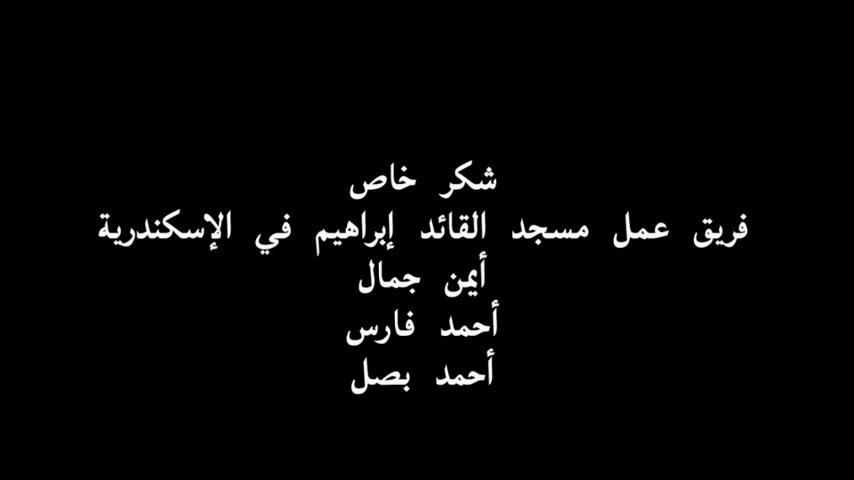 شكر خاص
فريق عمل مسجد القائد إبراهيم في الإسكندرية
أيمن جمال
أحمد فارس
أحمد بصل